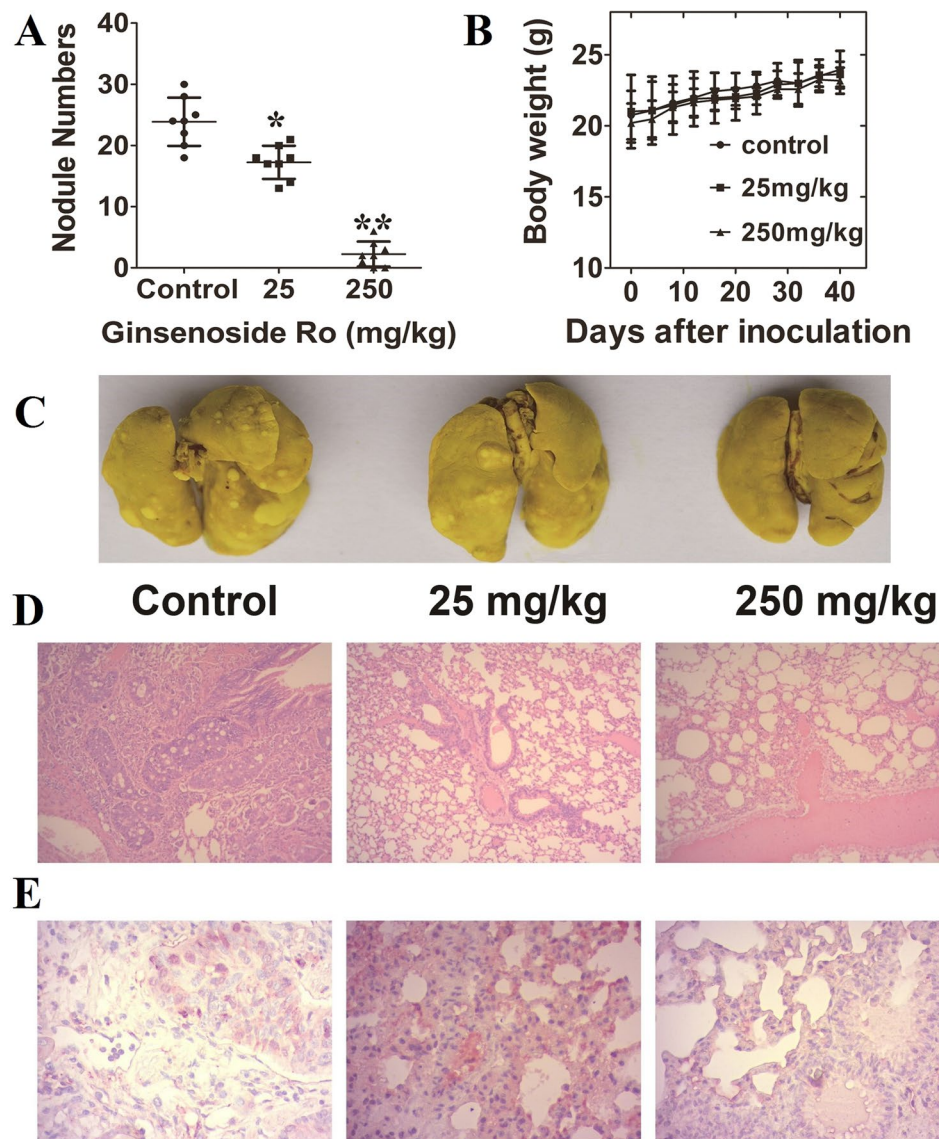 A
Nodule Numbers
40
30
20
10
0
*
**
Control 25 250
Ginsenoside Ro (mg/kg)
B
Body weight (g)
25
20
15
10
control
25mg/kg
250mg/kg
0 10 20 30 40
Days after inoculation
C
Control 25 mg/kg 250 mg/kg
D
E